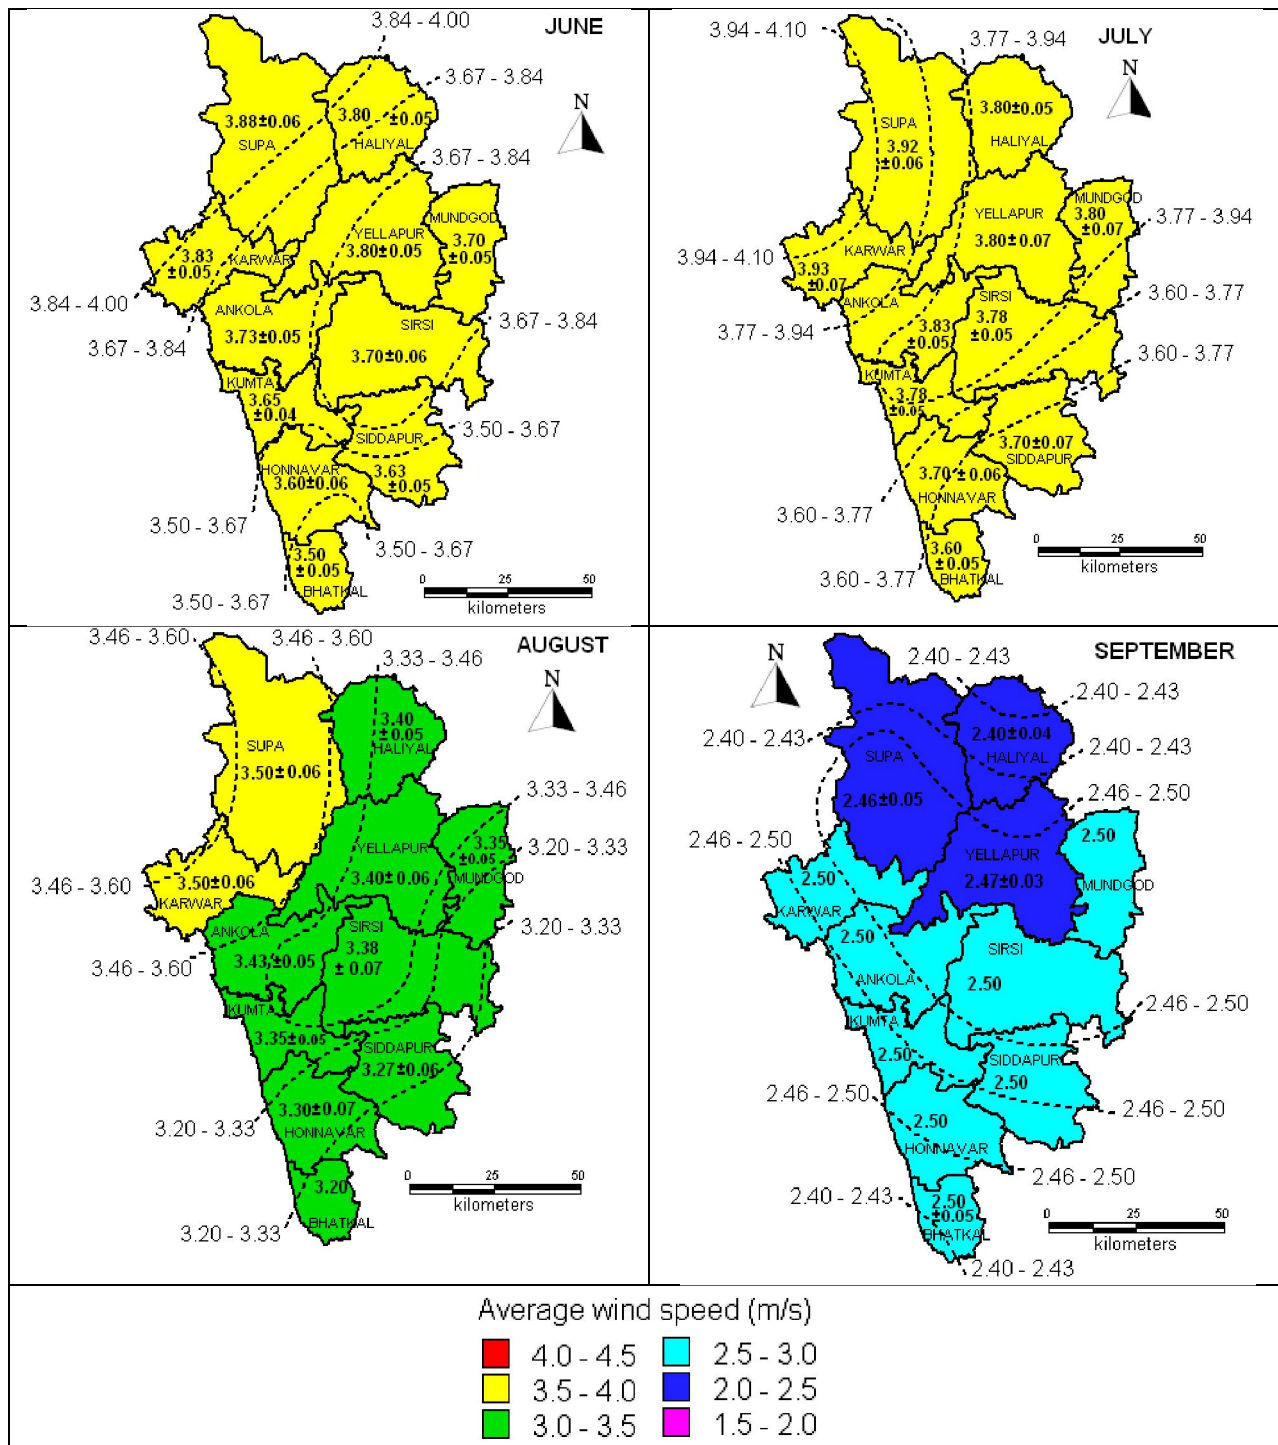 3.84 - 4.00
JUNE
3.67 - 3.84
N
3.88±0.06
SUPA
3.80 ±0.05
HALIYAL
3.67 - 3.84
MUNDGOD
3.70
±0.05
YELLAPUR
3.80±0.05
3.83
±0.05
KARWAR
3.84 - 4.00
ANKOLA
3.73±0.05
SIRSI
3.70±0.06
3.67 - 3.84
3.67 - 3.84
KUMTA
3.65
±0.04
SIDDAPUR
3.63
±0.05
3.50 - 3.67
HONNAVAR
3.60±0.06
3.50 - 3.67
3.50 - 3.67
3.50
±0.05
BHATKAL
3.50 - 3.67
0 25 50
kilometers
3.94 - 4.10
3.77 - 3.94
JULY
N
3.80±0.05
HALIYAL
SUPA
3.92
±0.06
YELLAPUR
3.80±0.07
MUNDGOD
3.80
±0.07
3.77 - 3.94
3.94 - 4.10
KARWAR
3.93
±0.07
ANKOLA
3.83
±0.05
SIRSI
3.78
±0.05
3.60 - 3.77
3.77 - 3.94
3.60 - 3.77
KUMTA
3.78
±0.05
3.70±0.07
SIDDAPUR
3.70 ±0.06
HONNAVAR
3.60 - 3.77
3.60
±0.05
BHATKAL
3.60 - 3.77
0 25 50
kilometers
3.46 - 3.60
3.46 - 3.60
AUGUST
3.33 - 3.46
N
3.40
±0.05
HALIYAL
SUPA
3.50±0.06
3.33 - 3.46
3.35
±0.05
MUNDGOD
3.20 - 3.33
YELLAPUR
3.40±0.06
3.46 - 3.60
3.50±0.06
KARWAR
3.20 - 3.33
ANKOLA
3.43±0.05
SIRSI
3.38
±0.07
3.46 - 3.60
KUMTA
3.35±0.05
SIDDAPUR
3.27±0.06
3.30±0.07
HONNAVAR
3.20 - 3.33
3.20
BHATKAL
3.20 - 3.33
0 25 50
kilometers
N
2.40 - 2.43
SEPTEMBER
2.40 - 2.43
2.40 - 2.43
2.40±0.04
HALIYAL
2.40 - 2.43
SUPA
2.46±0.05
2.46 - 2.50
2.46 - 2.50
YELLAPUR
2.47±0.03
2.50
MUNDGOD
2.50
KARWAR
2.50
ANKOLA
SIRSI
2.50
2.46 - 2.50
KUMTA
2.50
SIDDAPUR
2.50
2.46 - 2.50
2.46 - 2.50
2.50
HONNAVAR
2.46 - 2.50
2.40 - 2.43
2.50
±0.05
BHATKAL
2.40 - 2.43
0 25 50
kilometers
Average wind speed (m/s)
4.0 - 4.5 2.5 - 3.0
3.5 - 4.0 2.0 - 2.5
3.0 - 3.5 1.5 - 2.0